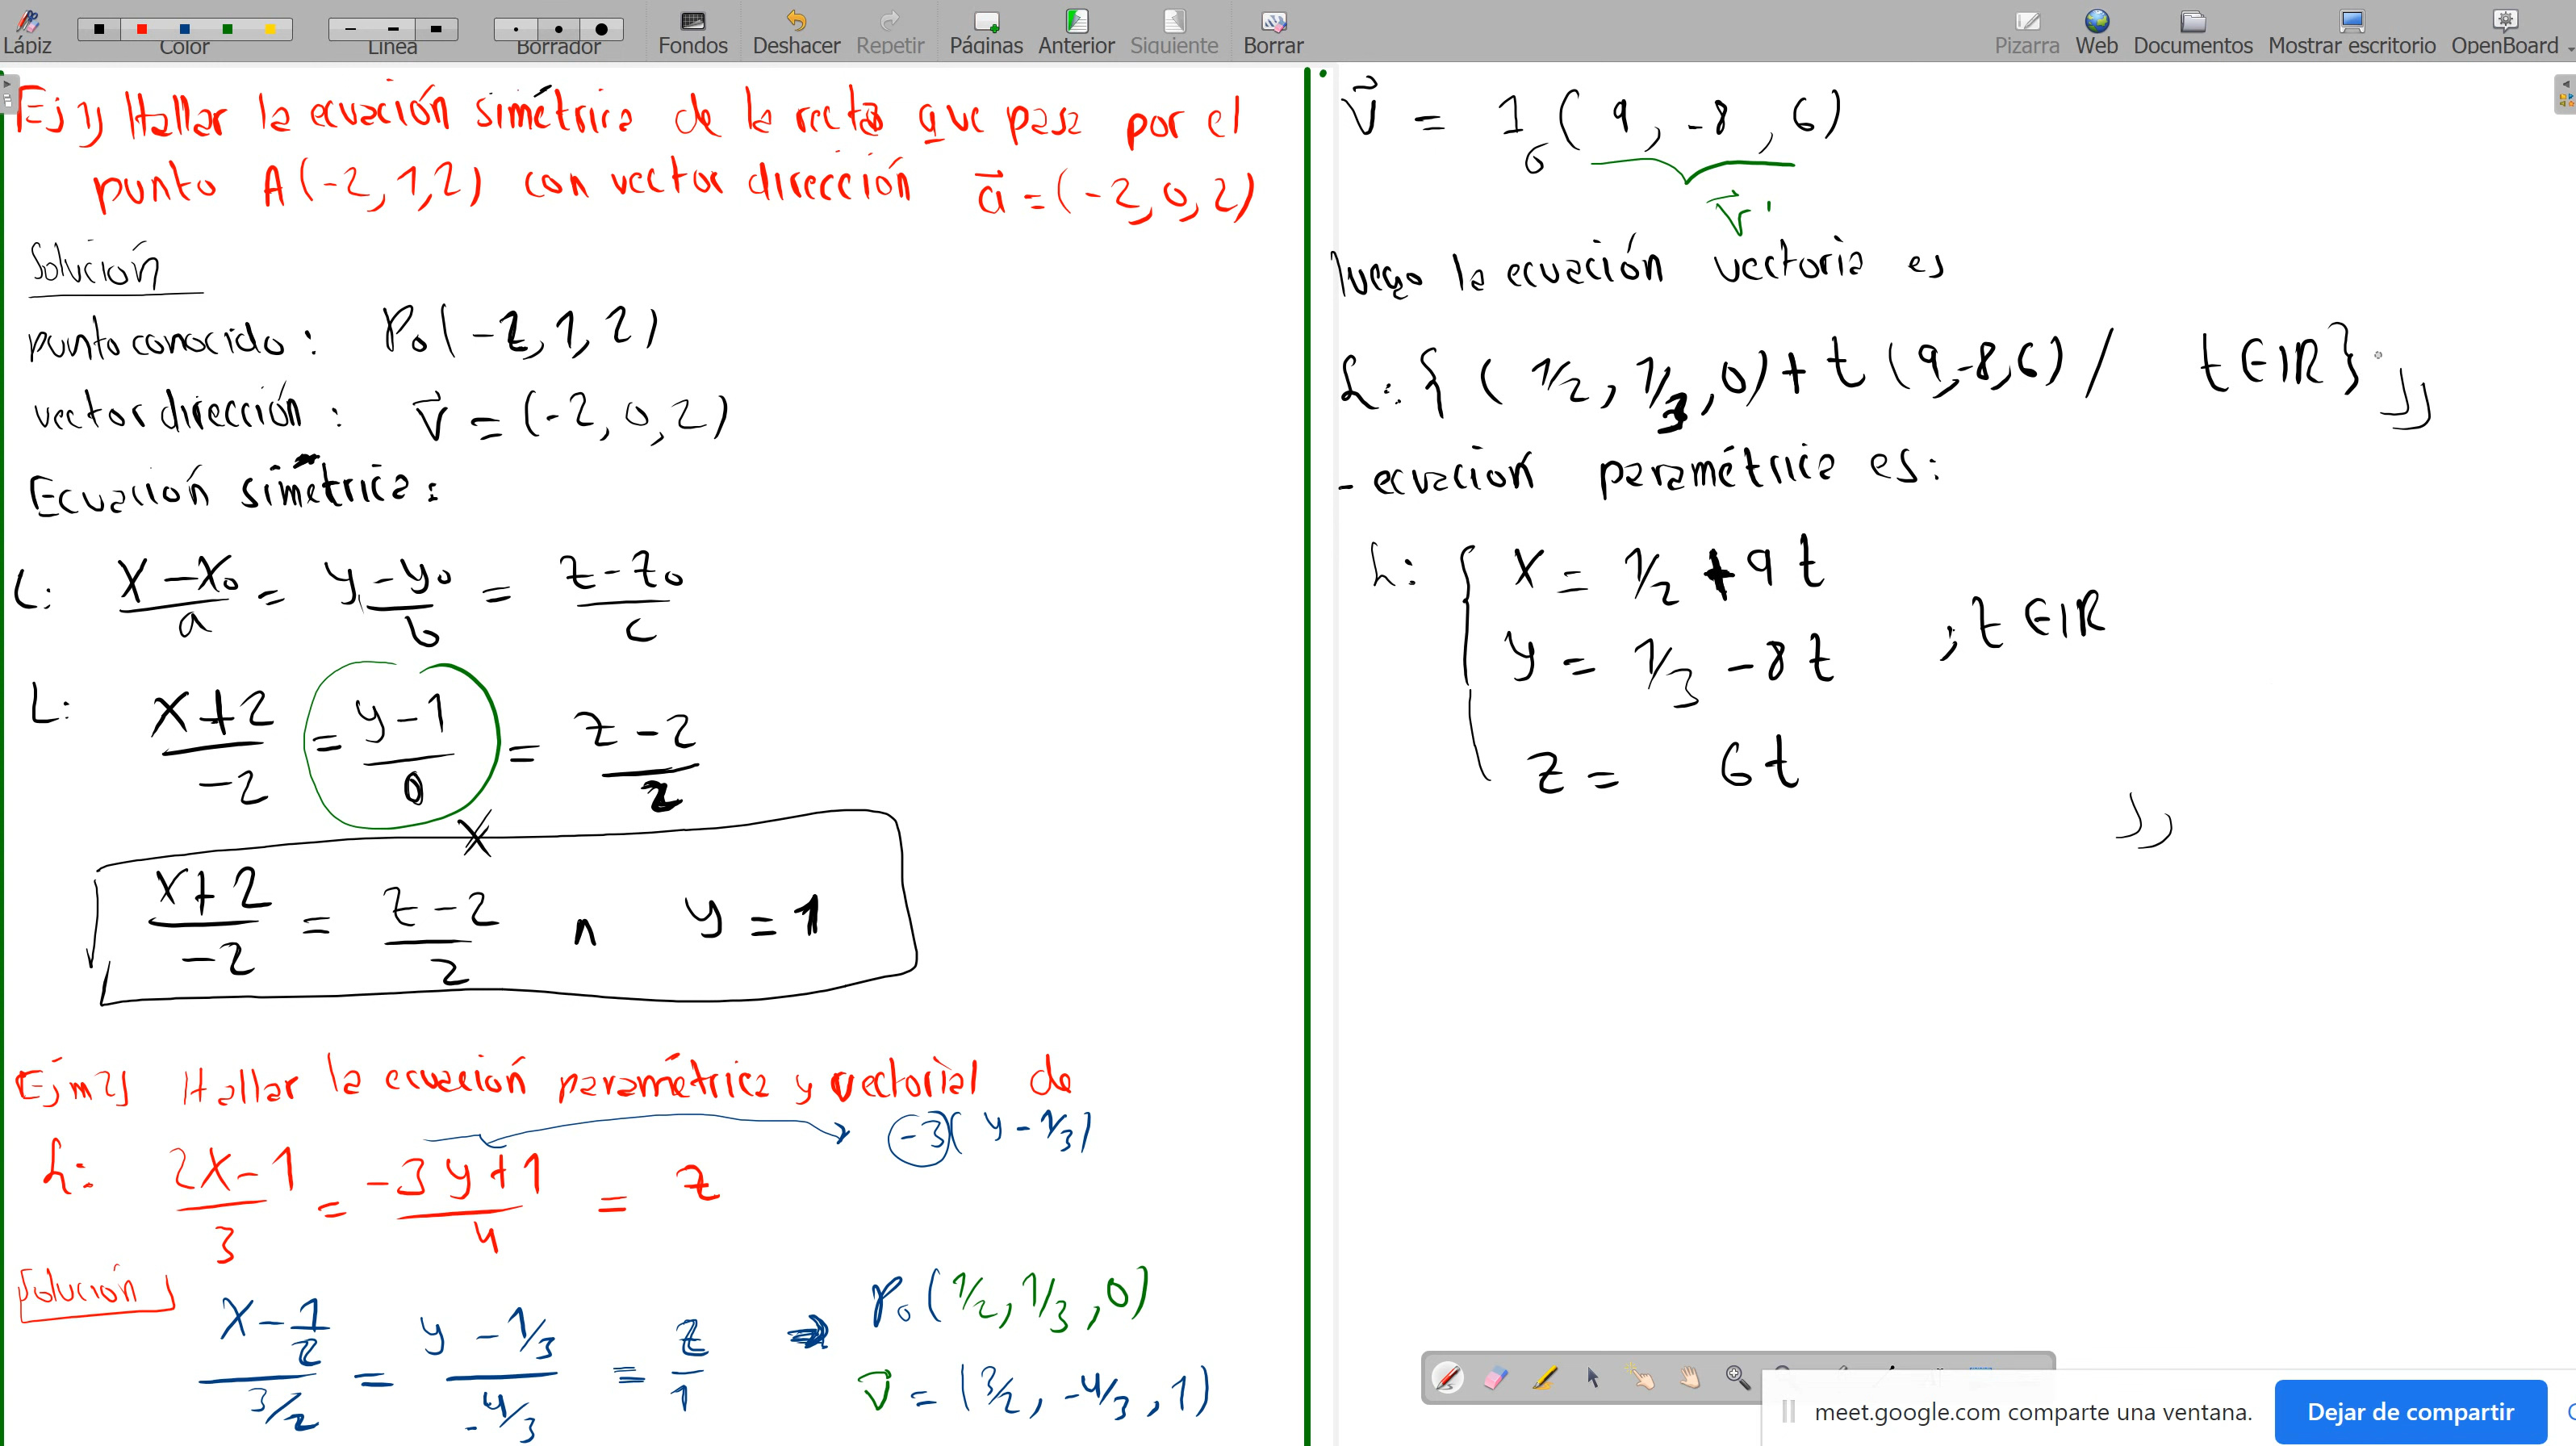 Lápiz Color Línea Borrador Fondos Deshacer Repetir Páginas Anterior Siguiente Borrar Pizarra Web Documentos Mostrar escritorio OpenBoard
Ej 1) Hallar la ecuación simétrica de la recta que pasa por el
punto A(-2, 1, 2) con vector dirección a⃗ = (-2, 0, 2)
Solución
punto conocido: P₀(-2, 1, 2)
vector dirección: v⃗ = (-2, 0, 2)
Ecuación simetrica:
L: (x - x₀)/a = (y - y₀)/b = (z - z₀)/c
L: (x+2)/-2 = (y-1)/0 = (z-2)/2
x
(x+2)/-2 = (z-2)/2 ∧ y = 1
Ejm2) Hallar la ecuación paramétrica y vectorial de
-3(y - 1/3)
L: (2x-1)/3 = (-3y+1)/4 = z
Solución
(x - 1/2)/(3/2) = (y - 1/3)/(-4/3) = z/1 → P₀(1/2, 1/3, 0)
v⃗ = (3/2, -4/3, 1)
v⃗ = 1/6 (9, -8, 6)
v⃗'
luego la ecuación vectoria es
L: { (1/2, 1/3, 0) + t (9, -8, 6) / t ∈ IR }
- ecuación paramétrica es:
L: { x = 1/2 + 9t
y = 1/3 - 8t ; t ∈ IR
z = 6t
meet.google.com comparte una ventana.
Dejar de compartir